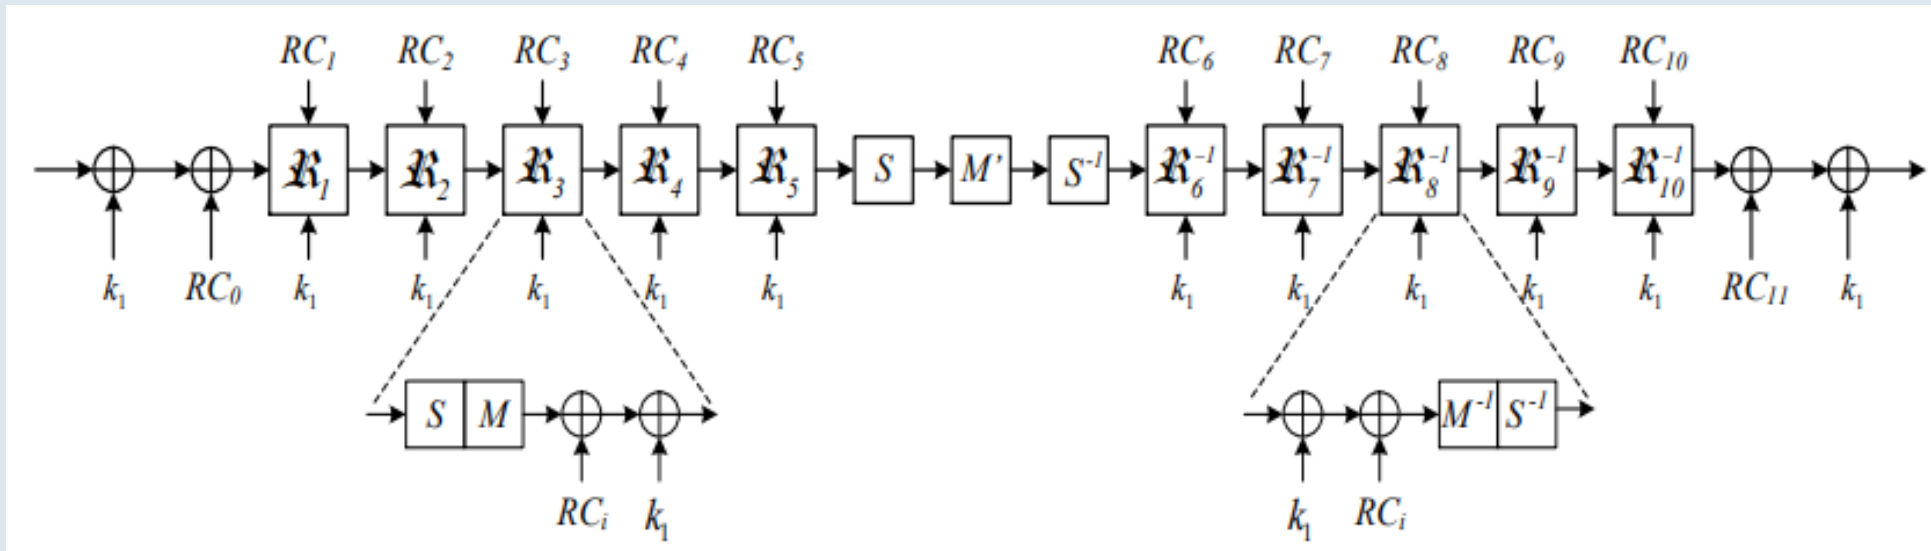 RC₁ RC₂ RC₃ RC₄ RC₅ RC₆ RC₇ RC₈ RC₉ RC₁₀
ℜ₁ ℜ₂ ℜ₃ ℜ₄ ℜ₅ S M’ S⁻¹ ℜ₆⁻¹ ℜ₇⁻¹ ℜ₈⁻¹ ℜ₉⁻¹ ℜ₁₀⁻¹
k₁ RC₀ k₁ k₁ k₁ k₁ k₁ k₁ k₁ k₁ k₁ k₁ RC₁₁ k₁
S M M⁻¹ S⁻¹
RCᵢ k₁ k₁ RCᵢ